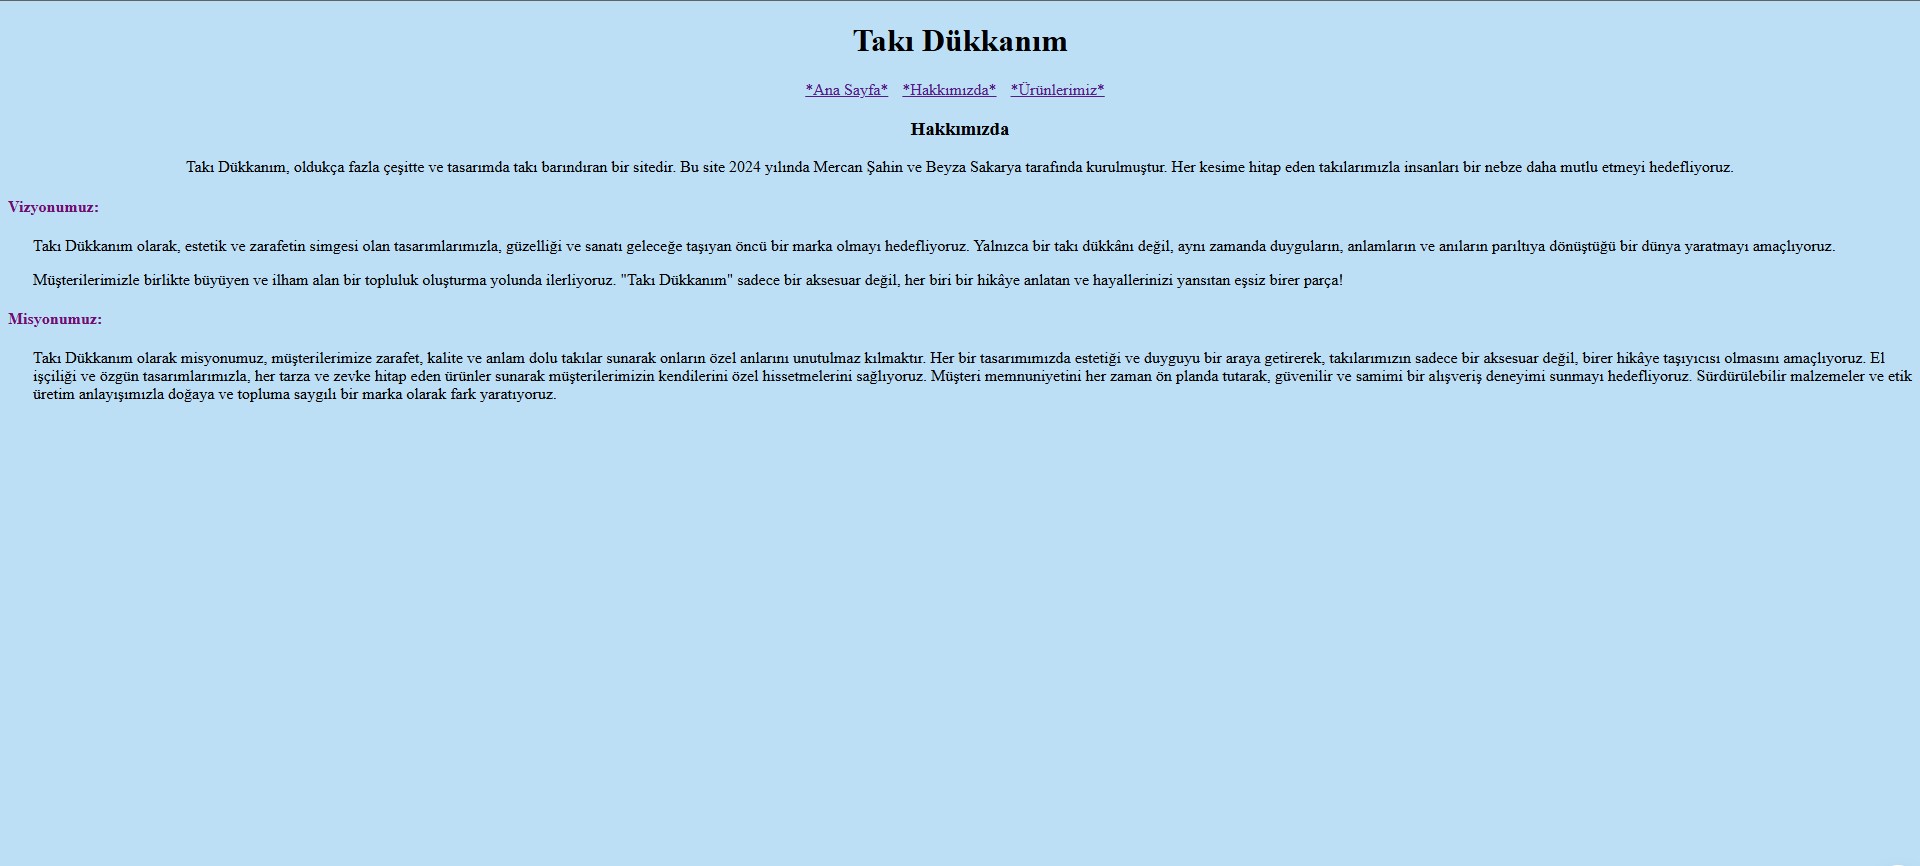 Takı Dükkanım
*Ana Sayfa* *Hakkımızda* *Ürünlerimiz*
Hakkımızda
Takı Dükkanım, oldukça fazla çeşitte ve tasarımda takı barındıran bir sitedir. Bu site 2024 yılında Mercan Şahin ve Beyza Sakarya tarafında kurulmuştur. Her kesime hitap eden takılarımızla insanları bir nebze daha mutlu etmeyi hedefliyoruz.
Vizyonumuz:
Takı Dükkanım olarak, estetik ve zarafetin simgesi olan tasarımlarımızla, güzelliği ve sanatı geleceğe taşıyan öncü bir marka olmayı hedefliyoruz. Yalnızca bir takı dükkânı değil, aynı zamanda duyguların, anlamların ve anıların parıltıya dönüştüğü bir dünya yaratmayı amaçlıyoruz.
Müşterilerimizle birlikte büyüyen ve ilham alan bir topluluk oluşturma yolunda ilerliyoruz. "Takı Dükkanım" sadece bir aksesuar değil, her biri bir hikâye anlatan ve hayallerinizi yansıtan eşsiz birer parça!
Misyonumuz:
Takı Dükkanım olarak misyonumuz, müşterilerimize zarafet, kalite ve anlam dolu takılar sunarak onların özel anlarını unutulmaz kılmaktır. Her bir tasarımımızda estetiği ve duyguyu bir araya getirerek, takılarımızın sadece bir aksesuar değil, birer hikâye taşıyıcısı olmasını amaçlıyoruz. El
işçiliği ve özgün tasarımlarımızla, her tarza ve zevke hitap eden ürünler sunarak müşterilerimizin kendilerini özel hissetmelerini sağlıyoruz. Müşteri memnuniyetini her zaman ön planda tutarak, güvenilir ve samimi bir alışveriş deneyimi sunmayı hedefliyoruz. Sürdürülebilir malzemeler ve etik
üretim anlayışımızla doğaya ve topluma saygılı bir marka olarak fark yaratıyoruz.